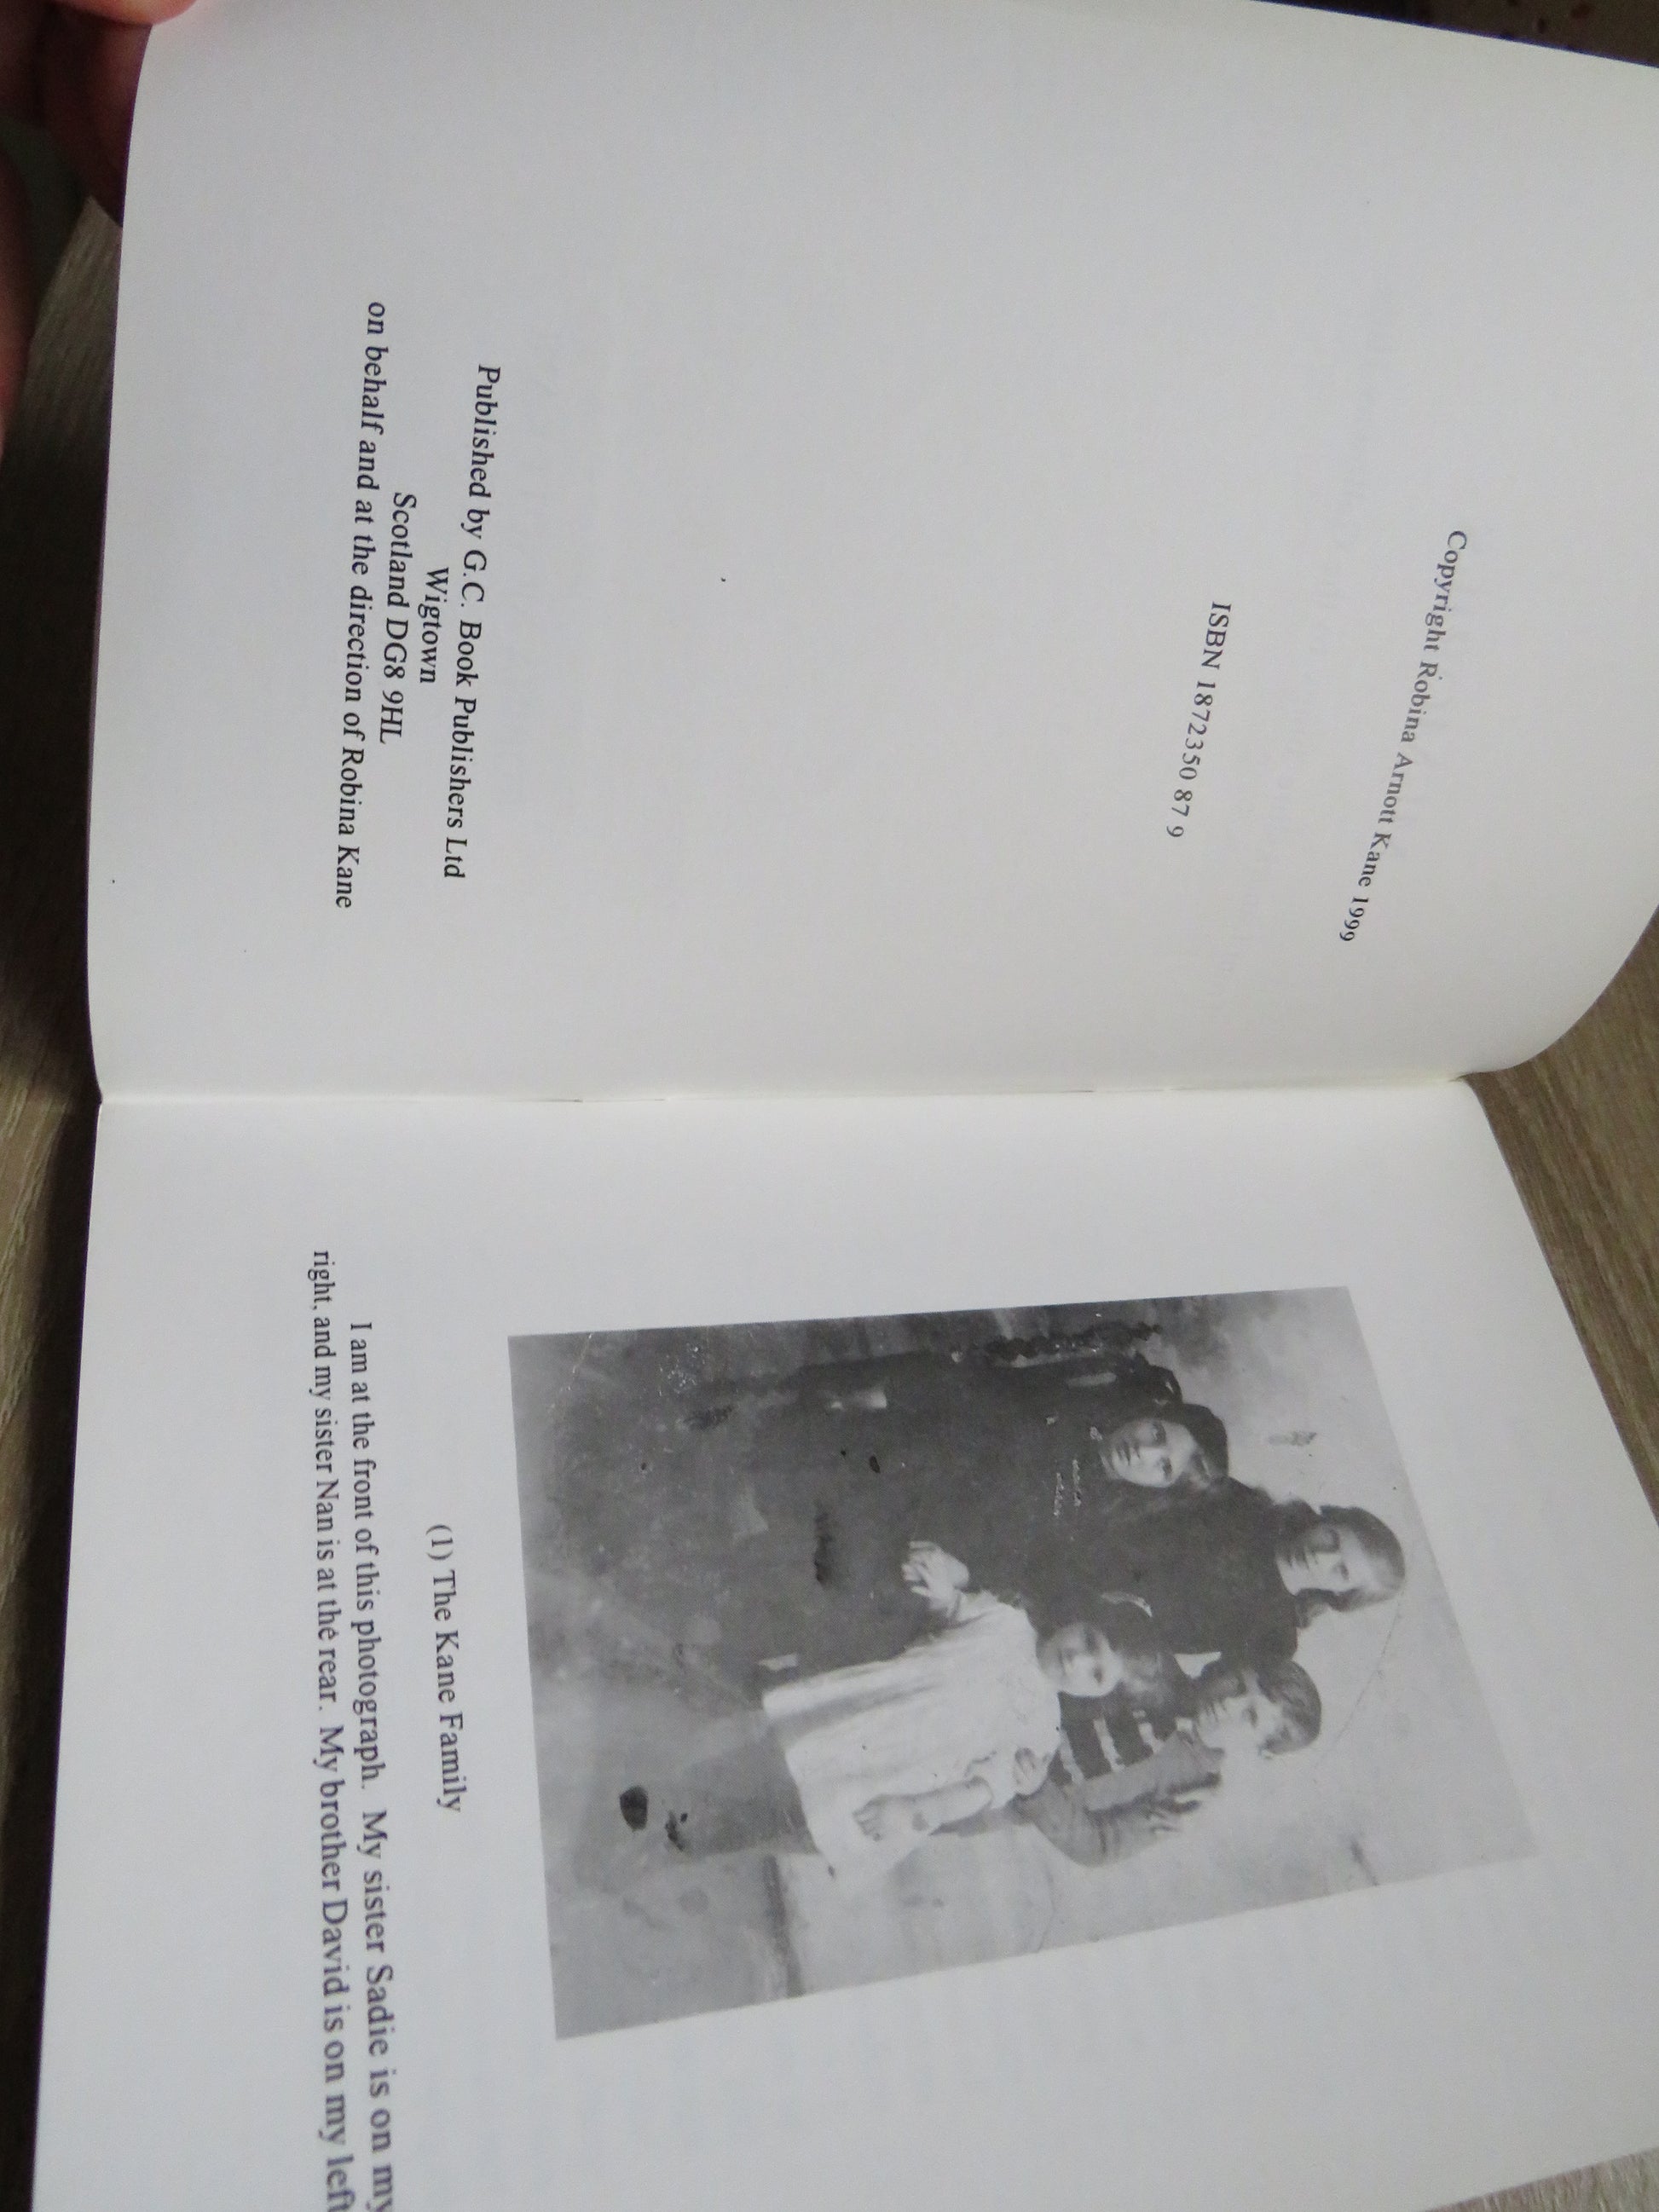 Copyright Robina Arnott Kane 1999
ISBN 1872350 87 9
Published by G.C. Book Publishers Ltd
Wigtown
Scotland DG8 9HL
on behalf and at the direction of Robina Kane
(1) The Kane Family
I am at the front of this photograph. My sister Sadie is on my
right, and my sister Nan is at the rear. My brother David is on my left